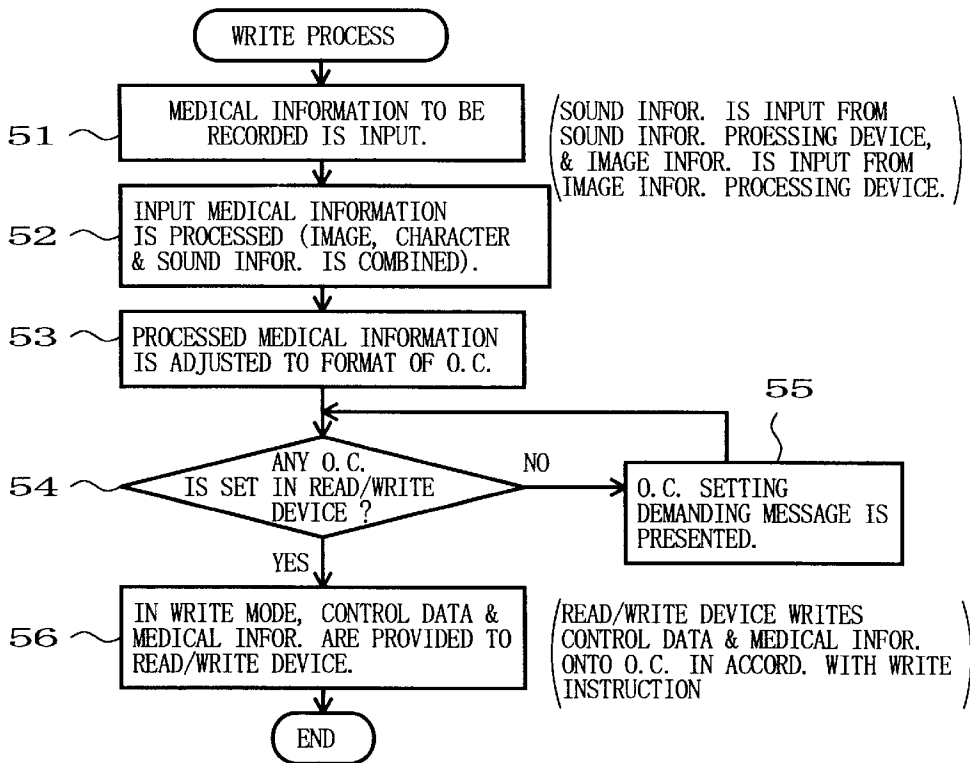 WRITE PROCESS
51
MEDICAL INFORMATION TO BE
RECORDED IS INPUT.
(SOUND INFOR. IS INPUT FROM
SOUND INFOR. PROESSING DEVICE,
& IMAGE INFOR. IS INPUT FROM
IMAGE INFOR. PROCESSING DEVICE.)
52
INPUT MEDICAL INFORMATION
IS PROCESSED (IMAGE, CHARACTER
& SOUND INFOR. IS COMBINED).
53
PROCESSED MEDICAL INFORMATION
IS ADJUSTED TO FORMAT OF O.C.
54
ANY O.C.
IS SET IN READ/WRITE
DEVICE ?
NO
55
O.C. SETTING
DEMANDING MESSAGE IS
PRESENTED.
YES
56
IN WRITE MODE, CONTROL DATA &
MEDICAL INFOR. ARE PROVIDED TO
READ/WRITE DEVICE.
(READ/WRITE DEVICE WRITES
CONTROL DATA & MEDICAL INFOR.
ONTO O.C. IN ACCORD. WITH WRITE
INSTRUCTION)
END